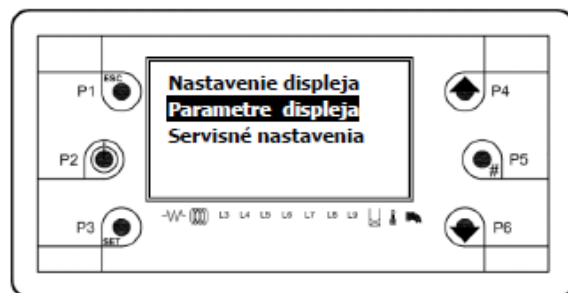 ESC
P1
Nastavenie displeja
Parametre displeja
Servisné nastavenia
P4
P2
P5
#
P3
SET
L3 L4 L5 L6 L7 L8 L9
P6